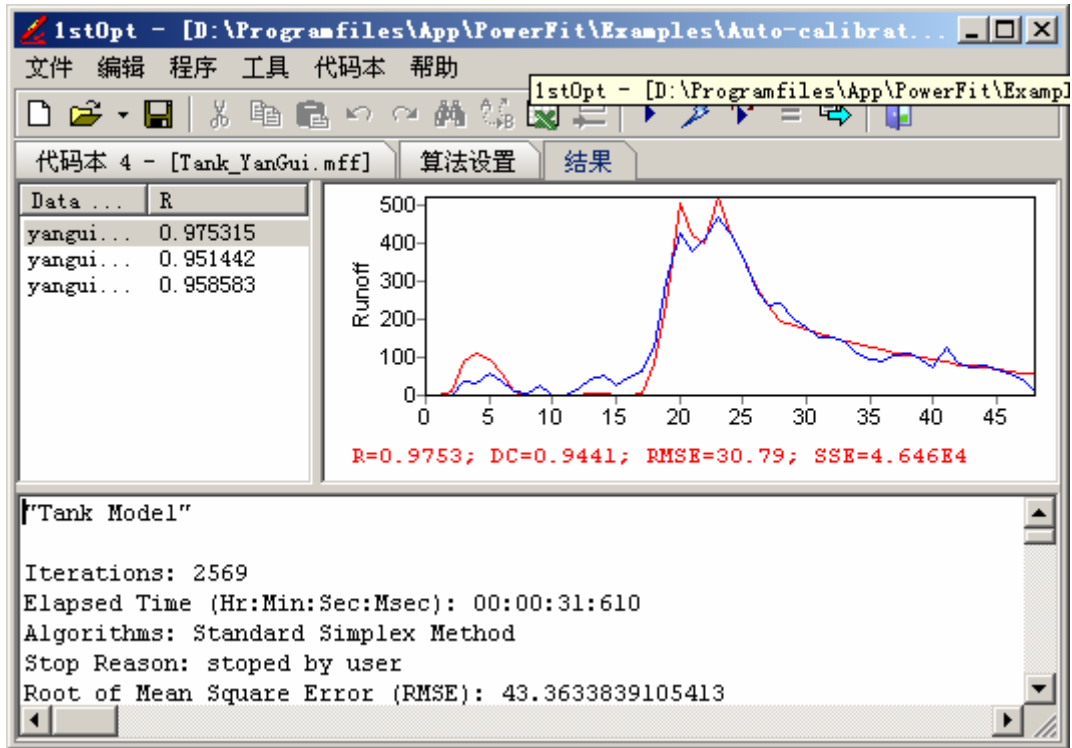 1stOpt - [D:\Programfiles\App\PowerFit\Examples\Auto-calibrat...
文件 编辑 程序 工具 代码本 帮助
1stOpt - [D:\Programfiles\App\PowerFit\Exampl
代码本 4 - [Tank_YanGui.mff] 算法设置 结果
Data ... R
yangui... 0.975315
yangui... 0.951442
yangui... 0.958583
500
400
300
200
100
0
Runoff
0 5 10 15 20 25 30 35 40 45
R=0.9753; DC=0.9441; RMSE=30.79; SSE=4.646E4
"Tank Model"
Iterations: 2569
Elapsed Time (Hr:Min:Sec:Msec): 00:00:31:610
Algorithms: Standard Simplex Method
Stop Reason: stoped by user
Root of Mean Square Error (RMSE): 43.3633839105413